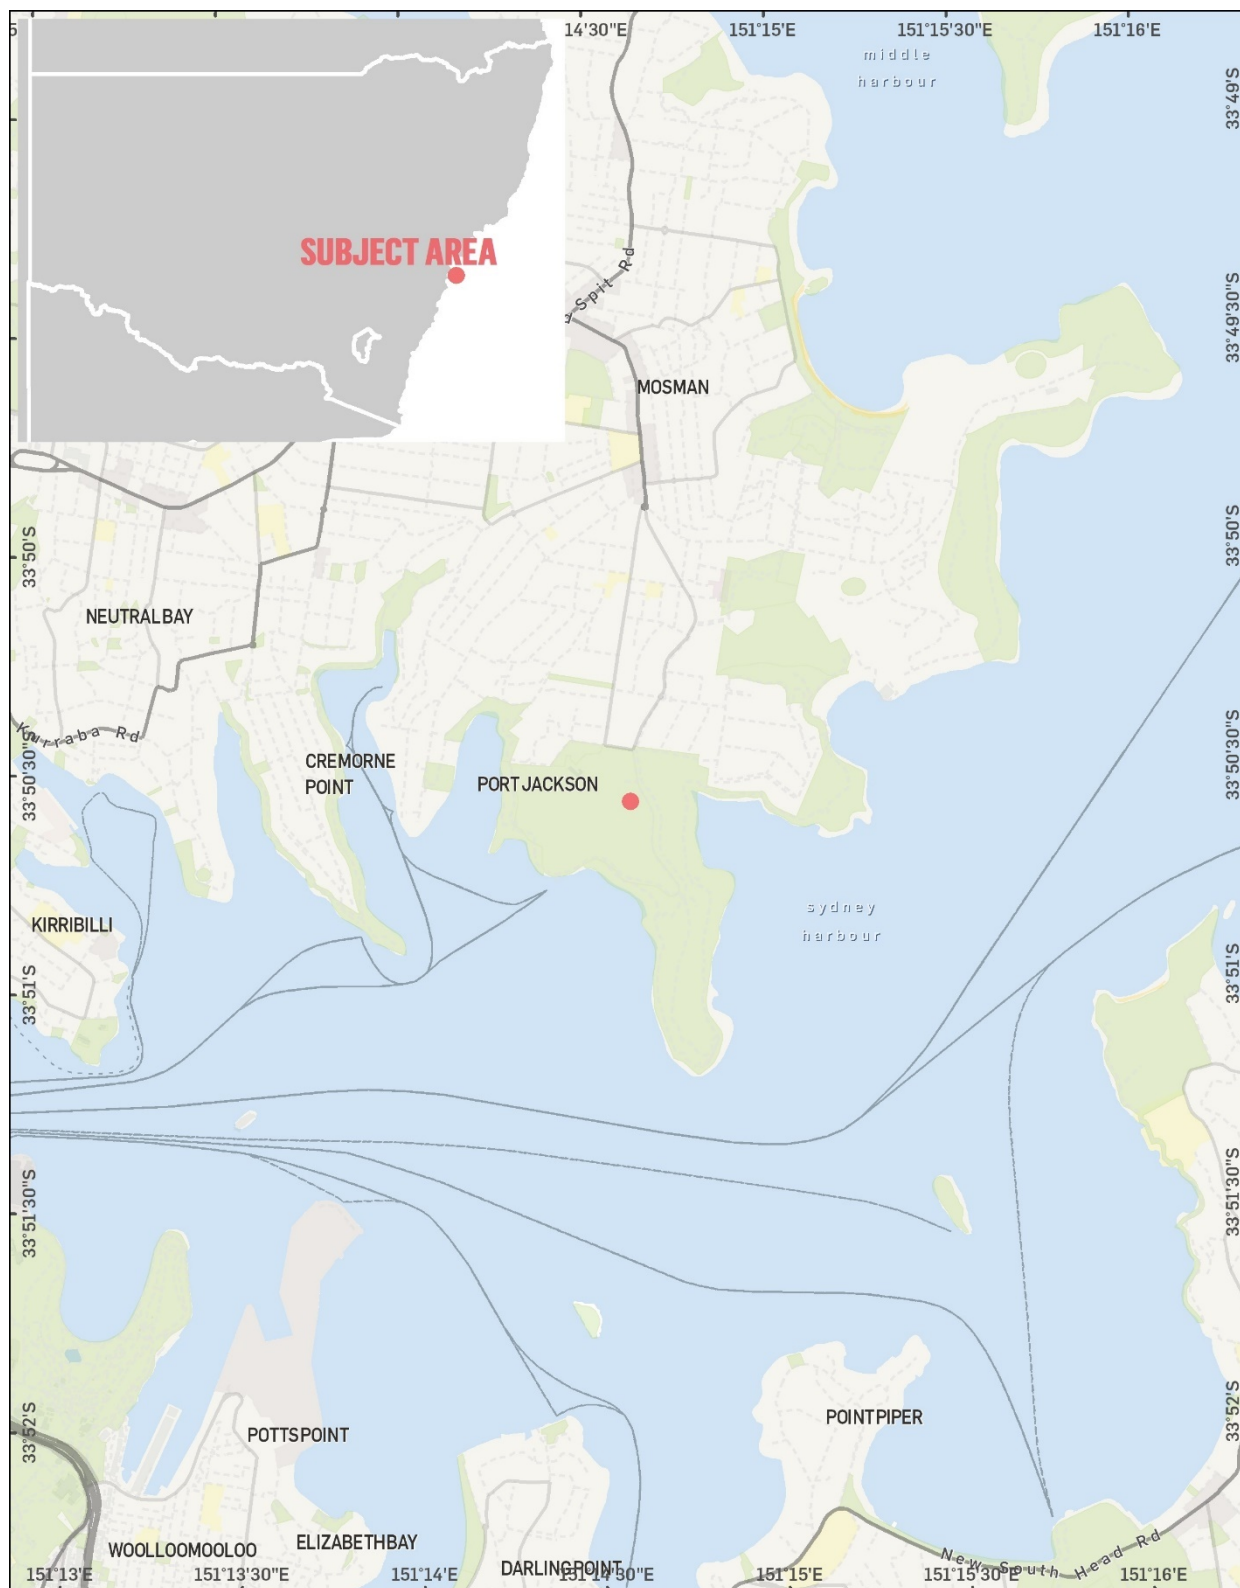 14'30"E
151°15'E
151°15'30"E
151°16'E
middle
harbour
33°49'S
SUBJECT AREA
Spit Rd
33°49'30"S
MOSMAN
33°50'S
33°50'S
NEUTRAL BAY
Kurraba Rd
33°50'30"S
CREMORNE
POINT
PORT JACKSON
33°50'30"S
sydney
harbour
KIRRIBILLI
33°51'S
33°51'S
33°51'30"S
33°51'30"S
POINT PIPER
POTTS POINT
33°52'S
33°52'S
WOOLLOOMOOLOO
ELIZABETH BAY
DARLING POINT
New South Head Rd
151°13'E
151°13'30"E
151°14'E
151°14'30"E
151°15'E
151°15'30"E
151°16'E